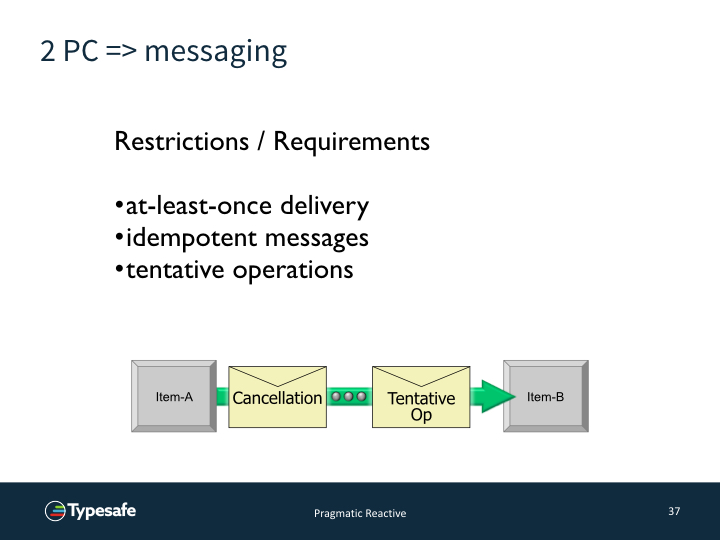 2 PC => messaging
Restrictions / Requirements
•at-least-once delivery
•idempotent messages
•tentative operations
Item-A
Cancellation
Tentative
Op
Item-B
Typesafe
Pragmatic Reactive
37